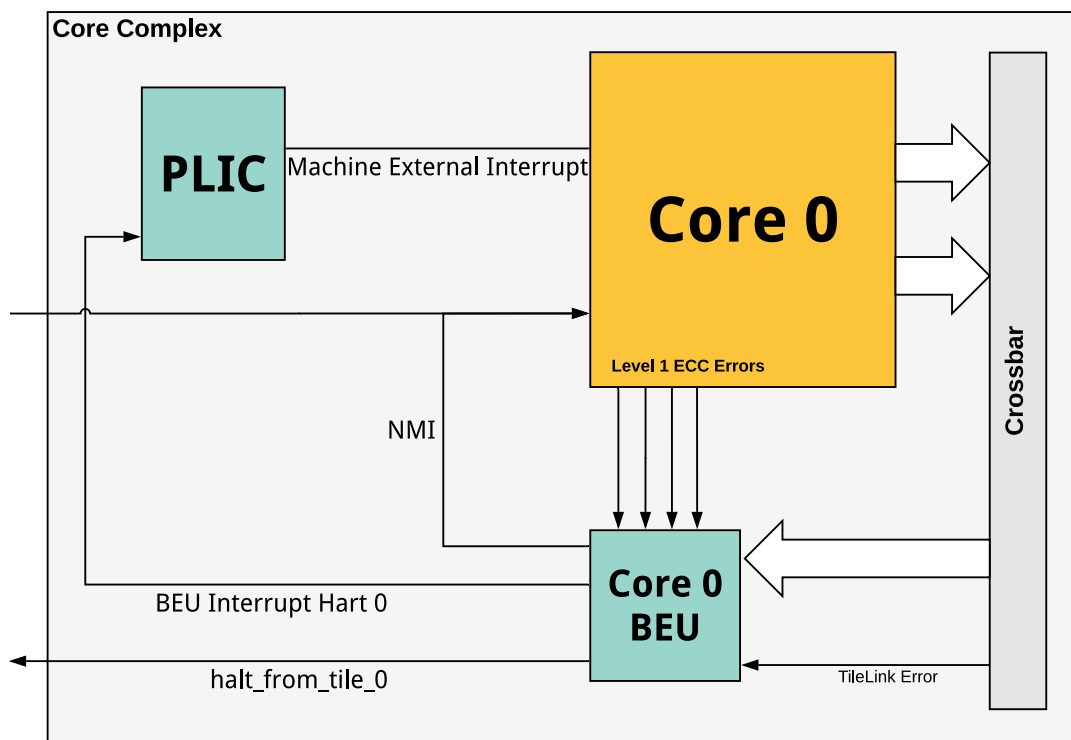 Core Complex
PLIC
Machine External Interrupt
Core 0
Level 1 ECC Errors
Crossbar
NMI
Core 0
BEU
BEU Interrupt Hart 0
halt_from_tile_0
TileLink Error